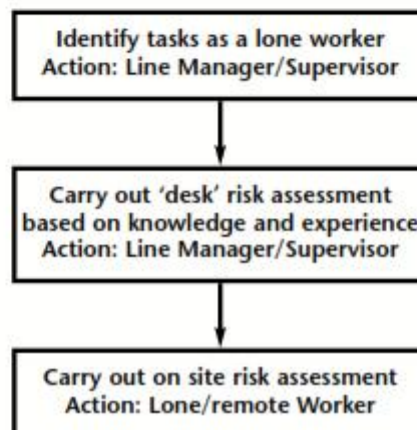 Identify tasks as a lone worker
Action: Line Manager/Supervisor
Carry out ‘desk’ risk assessment
based on knowledge and experience
Action: Line Manager/Supervisor
Carry out on site risk assessment
Action: Lone/remote Worker